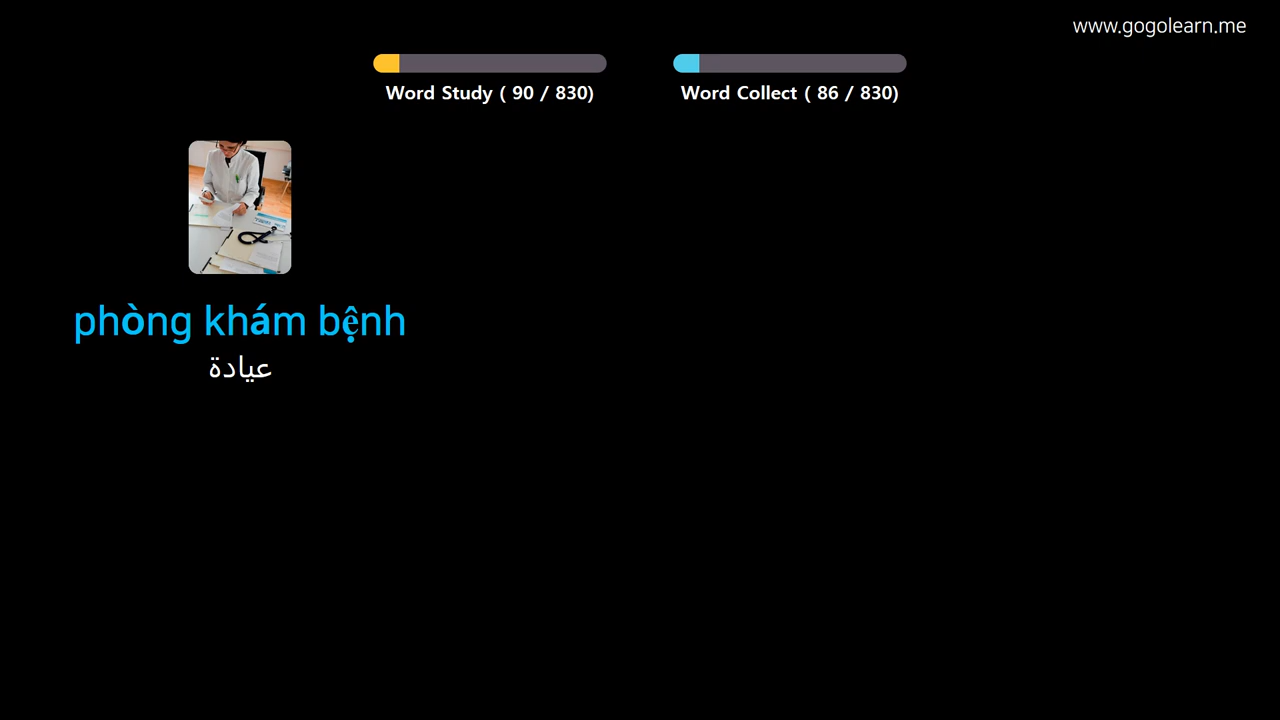 www.gogolearn.me
Word Study ( 90 / 830)
Word Collect ( 86 / 830)
phòng khám bệnh
عيادة